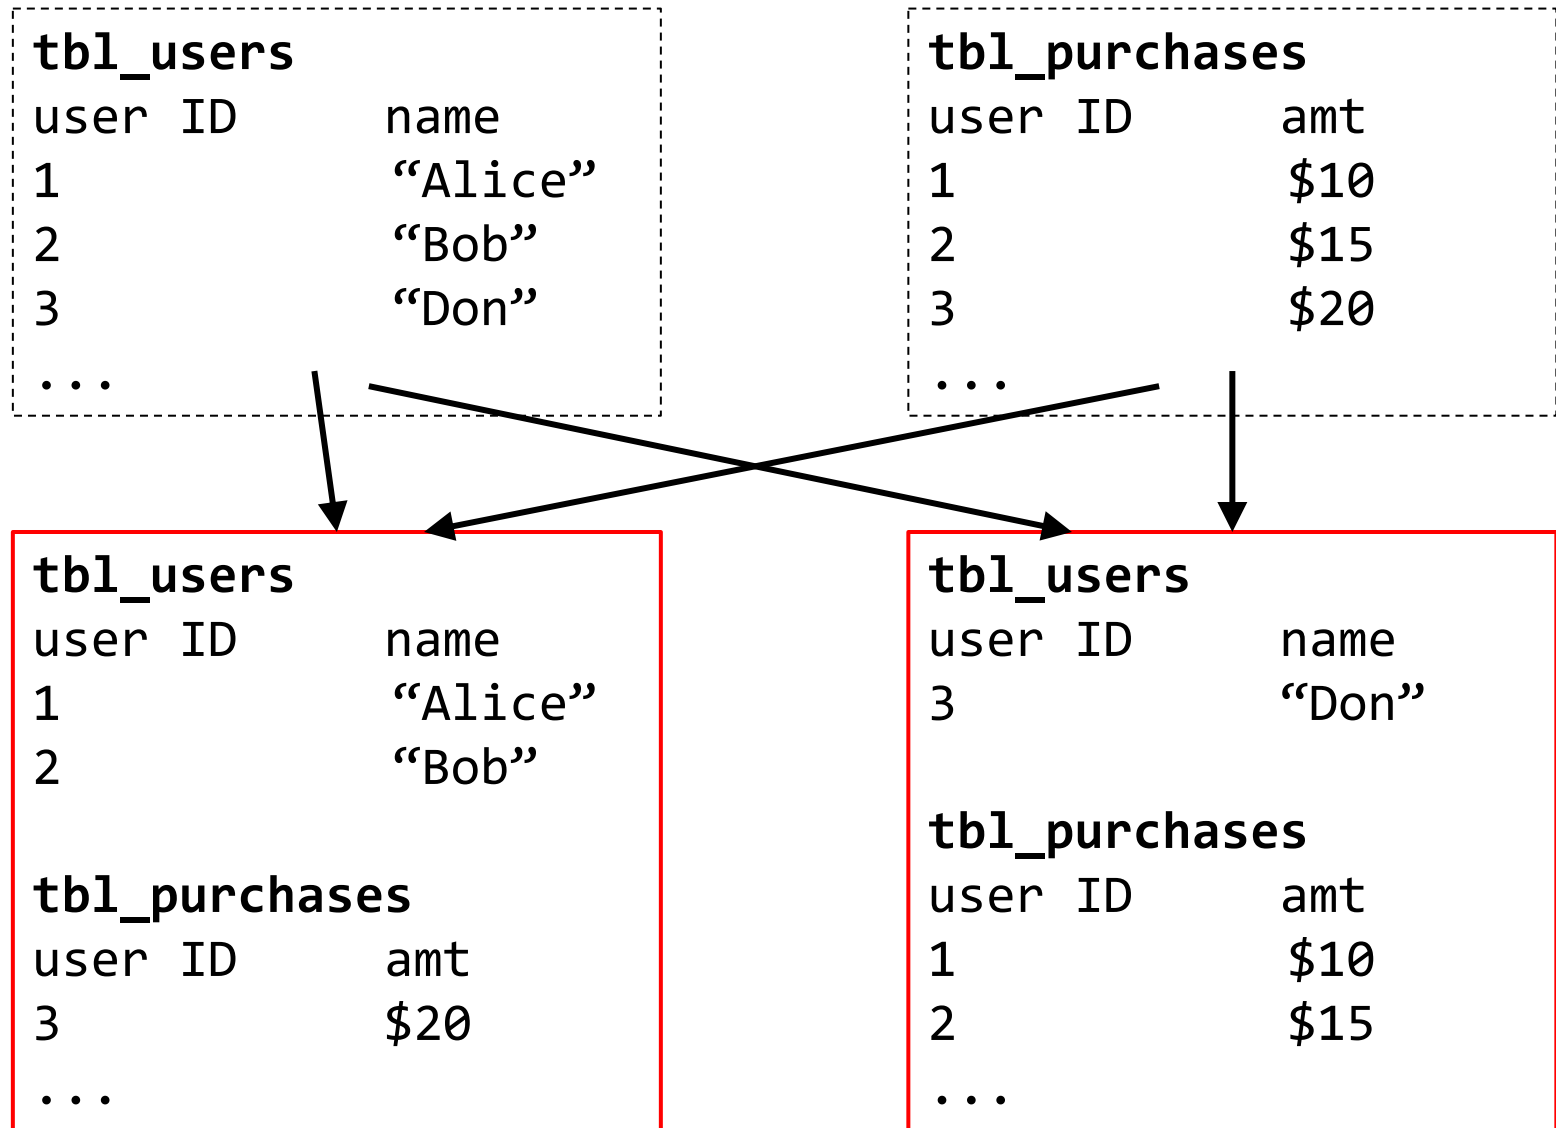 tbl_users
user ID name
1 “Alice”
2 “Bob”
3 “Don”
...
tbl_purchases
user ID amt
1 $10
2 $15
3 $20
...
tbl_users
user ID name
1 “Alice”
2 “Bob”
tbl_purchases
user ID amt
3 $20
...
tbl_users
user ID name
3 “Don”
tbl_purchases
user ID amt
1 $10
2 $15
...